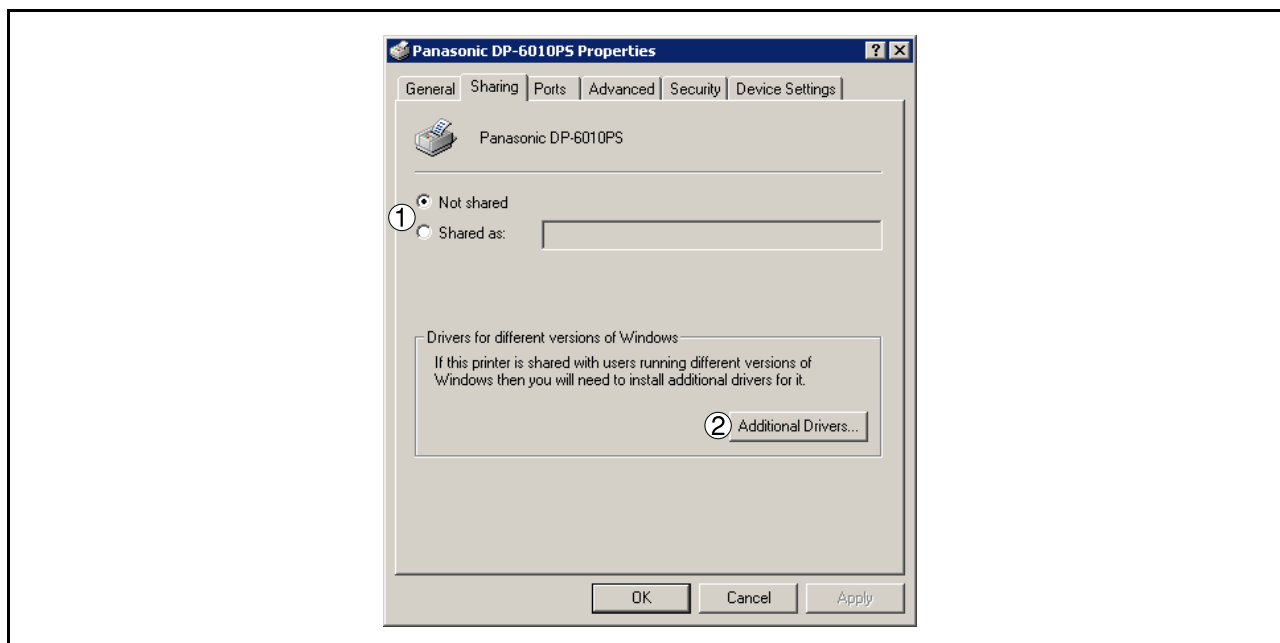 Panasonic DP-6010PS Properties
General Sharing Ports Advanced Security Device Settings
Panasonic DP-6010PS
① Not shared
Shared as:
Drivers for different versions of Windows
If this printer is shared with users running different versions of
Windows then you will need to install additional drivers for it.
② Additional Drivers...
OK Cancel Apply